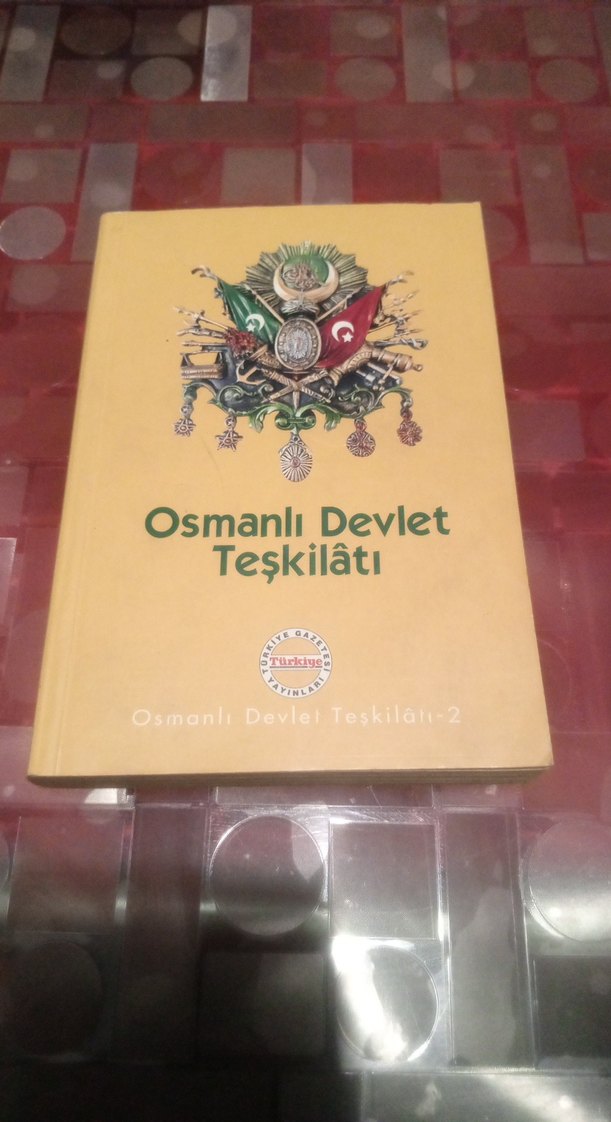 Osmanlı Devlet
Teşkilâtı
TÜRKİYE GAZETESİ
Türkiye
YAYINLARI
Osmanlı Devlet Teşkilâtı-2